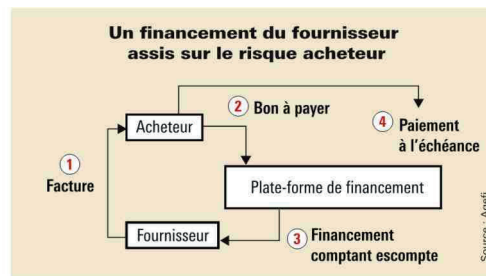 Un financement du fournisseur
assis sur le risque acheteur
2 Bon à payer
Acheteur
4 Paiement
à l'échéance
1
Facture
Plate-forme de financement
Fournisseur
3 Financement
comptant escompte
Source : Agefi